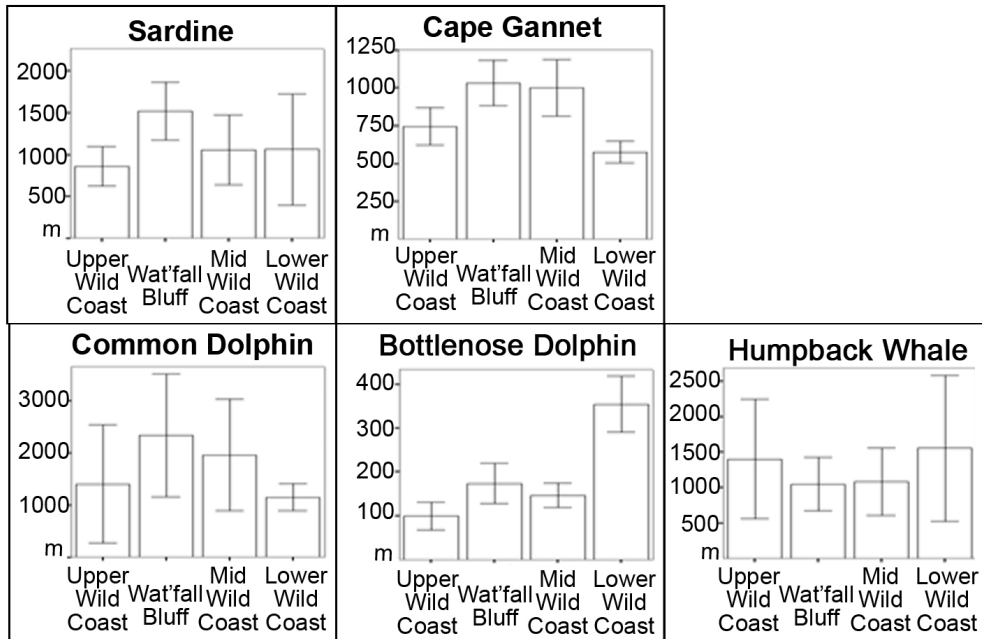 Sardine
2000
1500
1000
500
m
Upper
Wild
Coast
Wat'fall
Bluff
Mid
Wild
Coast
Lower
Wild
Coast
Cape Gannet
1250
1000
750
500
250
m
Upper
Wild
Coast
Wat'fall
Bluff
Mid
Wild
Coast
Lower
Wild
Coast
Common Dolphin
3000
2000
1000
m
Upper
Wild
Coast
Wat'fall
Bluff
Mid
Wild
Coast
Lower
Wild
Coast
Bottlenose Dolphin
400
300
200
100
m
Upper
Wild
Coast
Wat'fall
Bluff
Mid
Wild
Coast
Lower
Wild
Coast
Humpback Whale
2500
2000
1500
1000
500
m
Upper
Wild
Coast
Wat'fall
Bluff
Mid
Wild
Coast
Lower
Wild
Coast